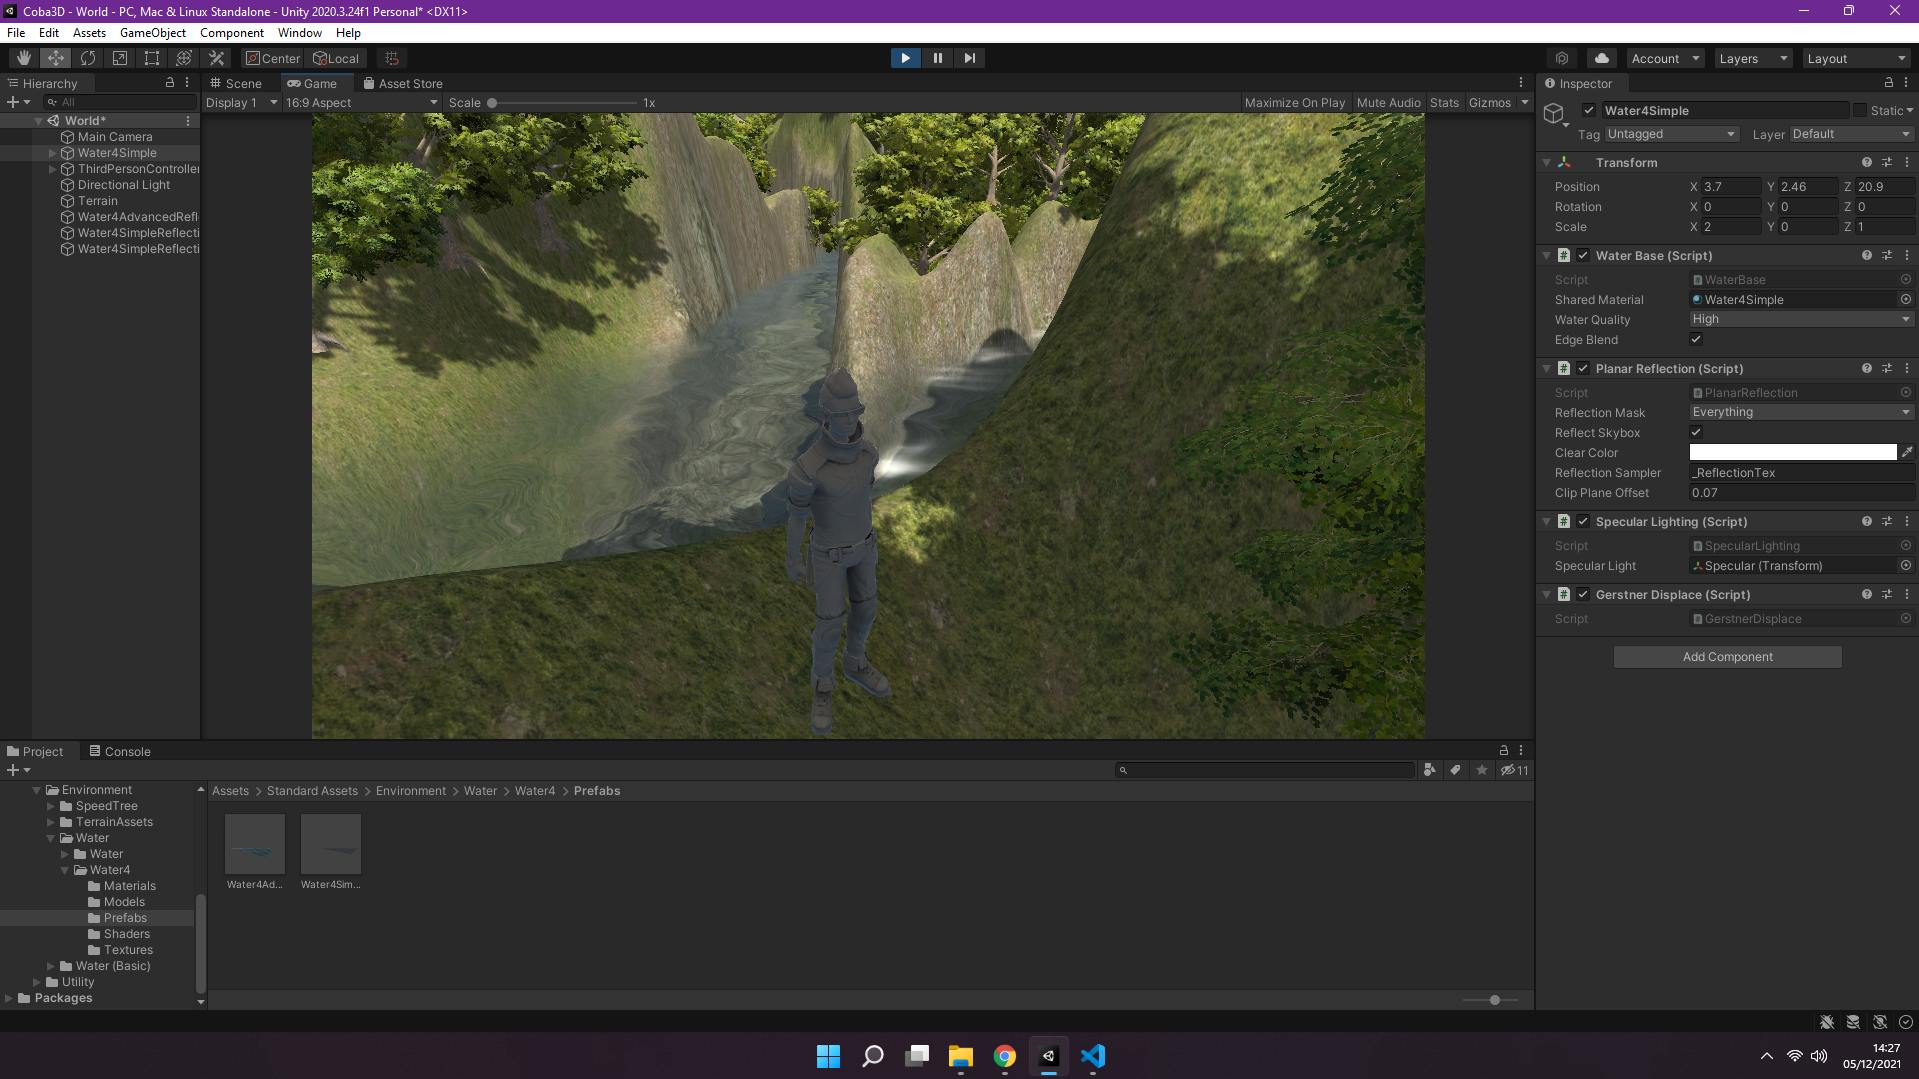 Coba3D - World - PC, Mac & Linux Standalone - Unity 2020.3.24f1 Personal* <DX11>
File Edit Assets GameObject Component Window Help
Center Local
Account Layers Layout
Hierarchy
All
World*
Main Camera
Water4Simple
ThirdPersonController
Directional Light
Terrain
Water4AdvancedRefl
Water4SimpleReflecti
Water4SimpleReflecti
Scene Game Asset Store
Display 1 16:9 Aspect Scale 1x Maximize On Play Mute Audio Stats Gizmos
Inspector
Water4Simple Static
Tag Untagged Layer Default
Transform
Position X 3.7 Y 2.46 Z 20.9
Rotation X 0 Y 0 Z 0
Scale X 2 Y 0 Z 1
Water Base (Script)
Script WaterBase
Shared Material Water4Simple
Water Quality High
Edge Blend
Planar Reflection (Script)
Script PlanarReflection
Reflection Mask Everything
Reflect Skybox
Clear Color
Reflection Sampler _ReflectionTex
Clip Plane Offset 0.07
Specular Lighting (Script)
Script SpecularLighting
Specular Light Specular (Transform)
Gerstner Displace (Script)
Script GerstnerDisplace
Add Component
Project Console
11
Environment
SpeedTree
TerrainAssets
Water
Water
Water4
Materials
Models
Prefabs
Shaders
Textures
Water (Basic)
Utility
Packages
Assets > Standard Assets > Environment > Water > Water4 > Prefabs
Water4Ad... Water4Sim...
14:27
05/12/2021